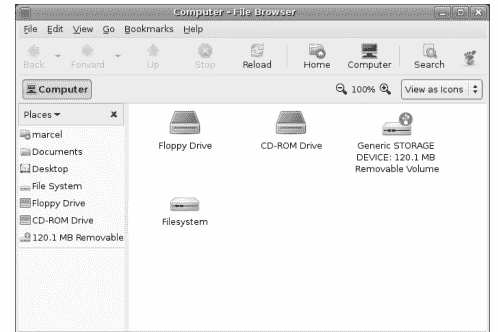 Computer - File Browser
File Edit View Go Bookmarks Help
Back Forward Up Stop Reload Home Computer Search
Computer 100% View as Icons
Places
marcel
Documents
Desktop
File System
Floppy Drive
CD-ROM Drive
120.1 MB Removable
Floppy Drive
CD-ROM Drive
Generic STORAGE
DEVICE: 120.1 MB
Removable Volume
Filesystem